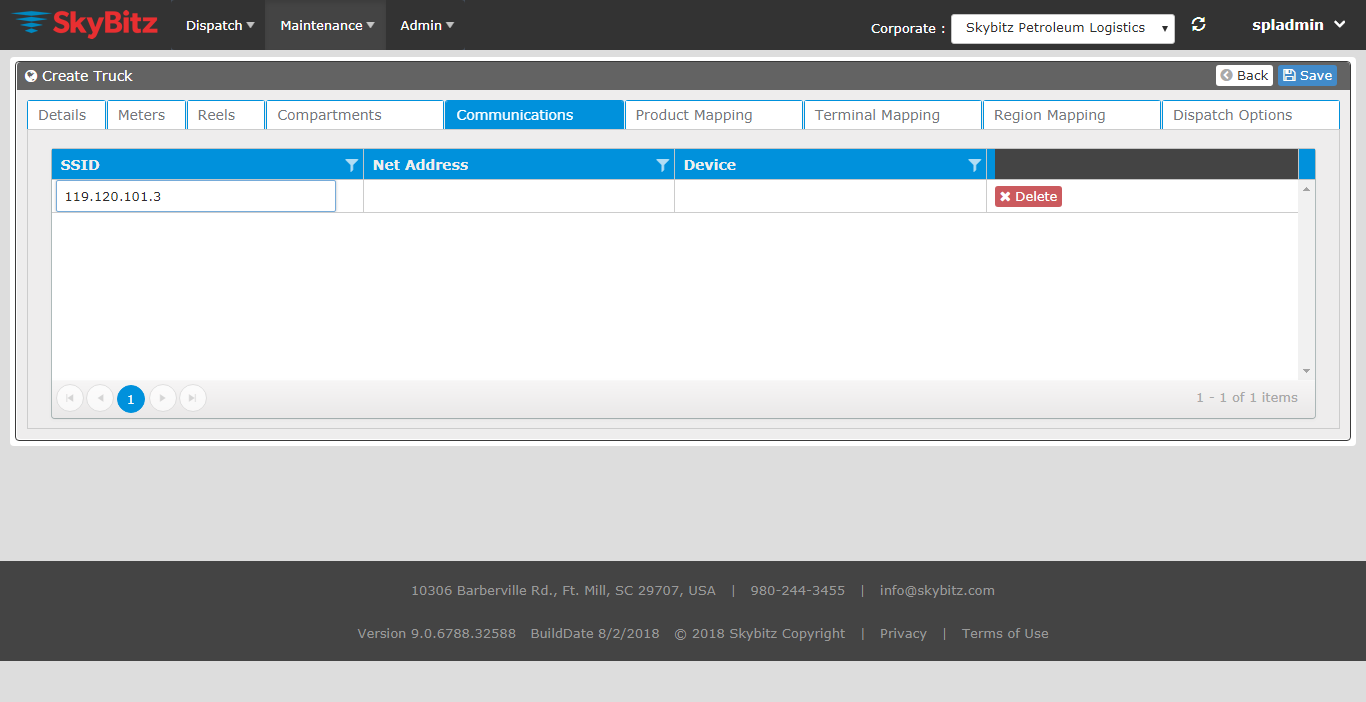 SkyBitz Dispatch Maintenance Admin Corporate : Skybitz Petroleum Logistics spladmin
Create Truck Back Save
Details Meters Reels Compartments Communications Product Mapping Terminal Mapping Region Mapping Dispatch Options
SSID Net Address Device
119.120.101.3 Delete
1 1 - 1 of 1 items
10306 Barberville Rd., Ft. Mill, SC 29707, USA | 980-244-3455 | info@skybitz.com
Version 9.0.6788.32588 BuildDate 8/2/2018 © 2018 Skybitz Copyright | Privacy | Terms of Use